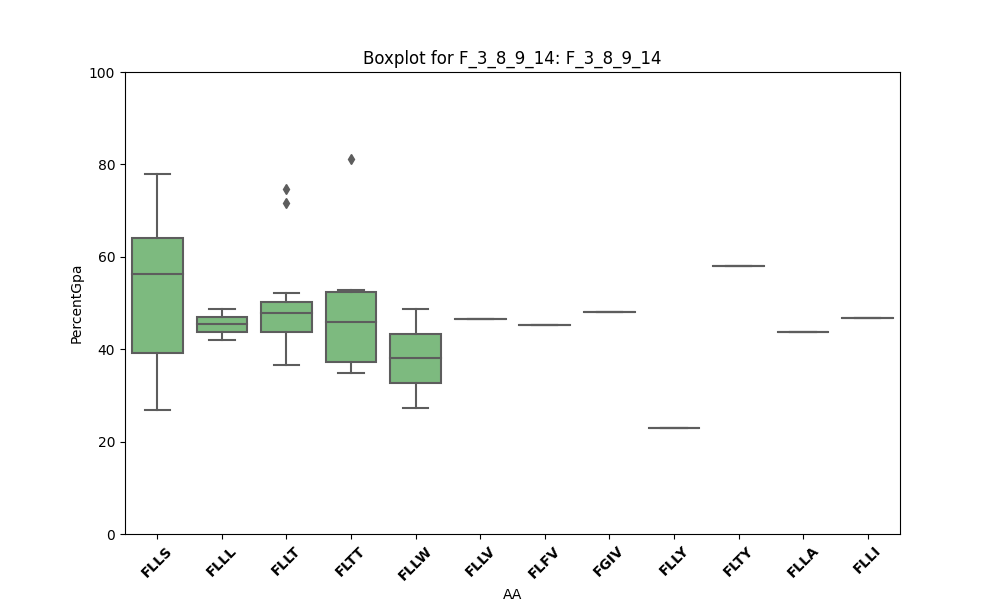 Boxplot for F_3_8_9_14: F_3_8_9_14
PercentGpa
100
80
60
40
20
0
FLLS
FLLL
FLLT
FLTT
FLLW
FLLV
FLFV
FGIV
FLLY
FLTY
FLLA
FLLI
AA